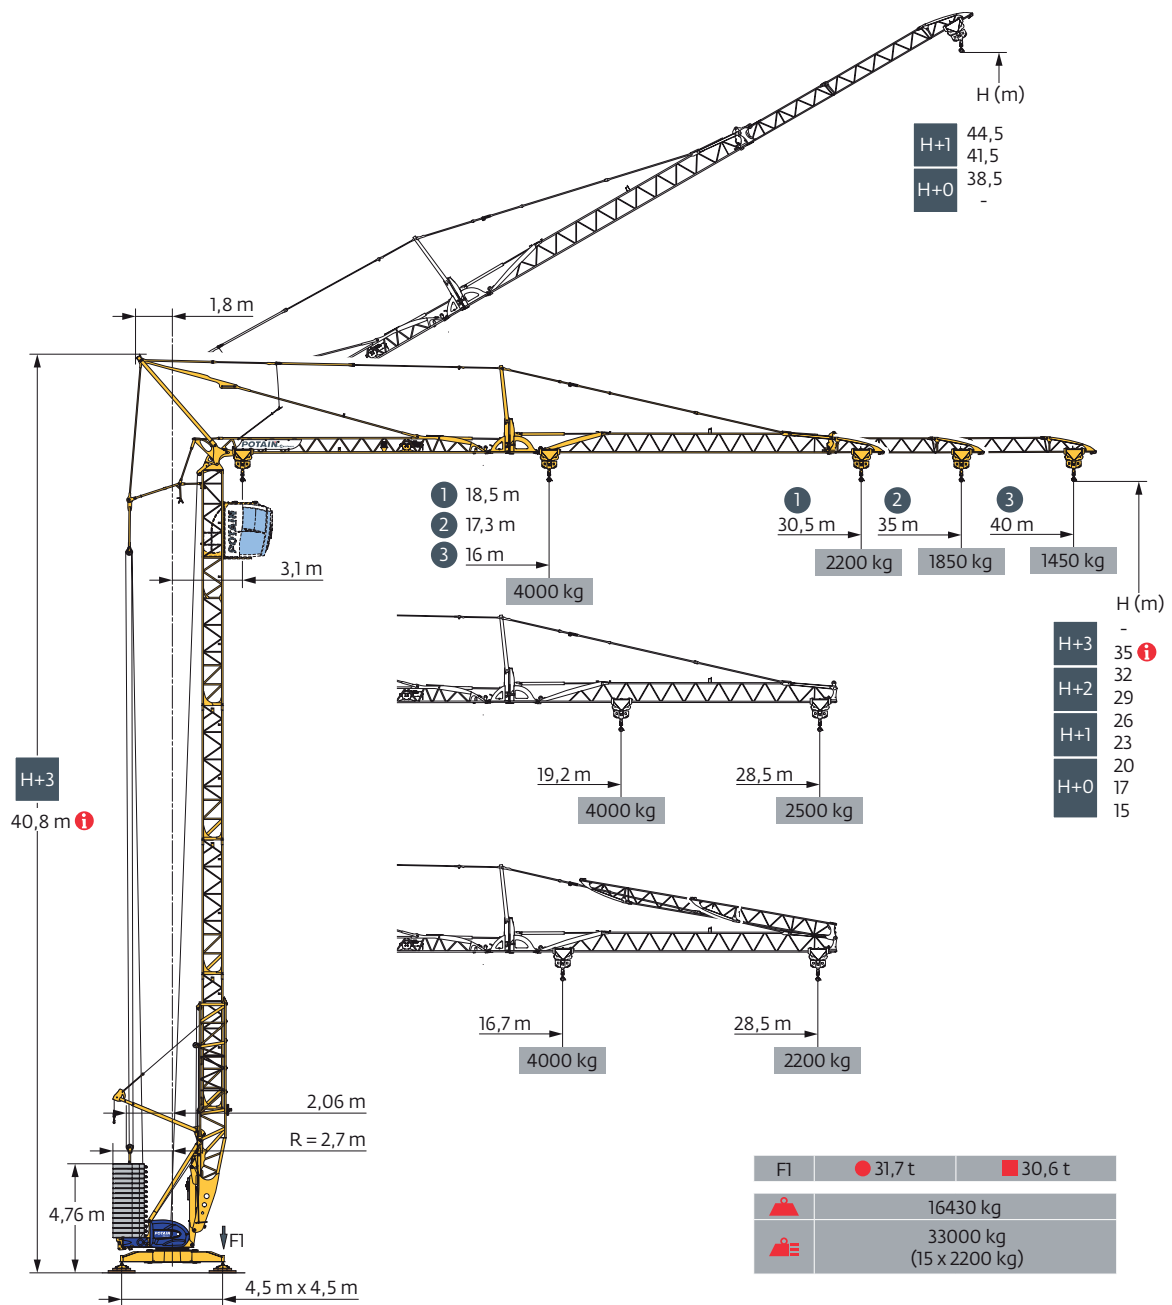 H (m)
H+1
44,5
41,5
H+0
38,5
-
1,8 m
POTAIN
1 18,5 m
2 17,3 m
3 16 m
4000 kg
1
30,5 m
2200 kg
2
35 m
1850 kg
3
40 m
1450 kg
POTAIN
3,1 m
H (m)
H+3
-
35 i
H+2
32
29
H+1
26
23
H+0
20
17
15
19,2 m
4000 kg
28,5 m
2500 kg
H+3
40,8 m i
16,7 m
4000 kg
28,5 m
2200 kg
2,06 m
R = 2,7 m
4,76 m
POTAIN
F1
4,5 m x 4,5 m
F1 31,7 t 30,6 t
16430 kg
33000 kg
(15 x 2200 kg)